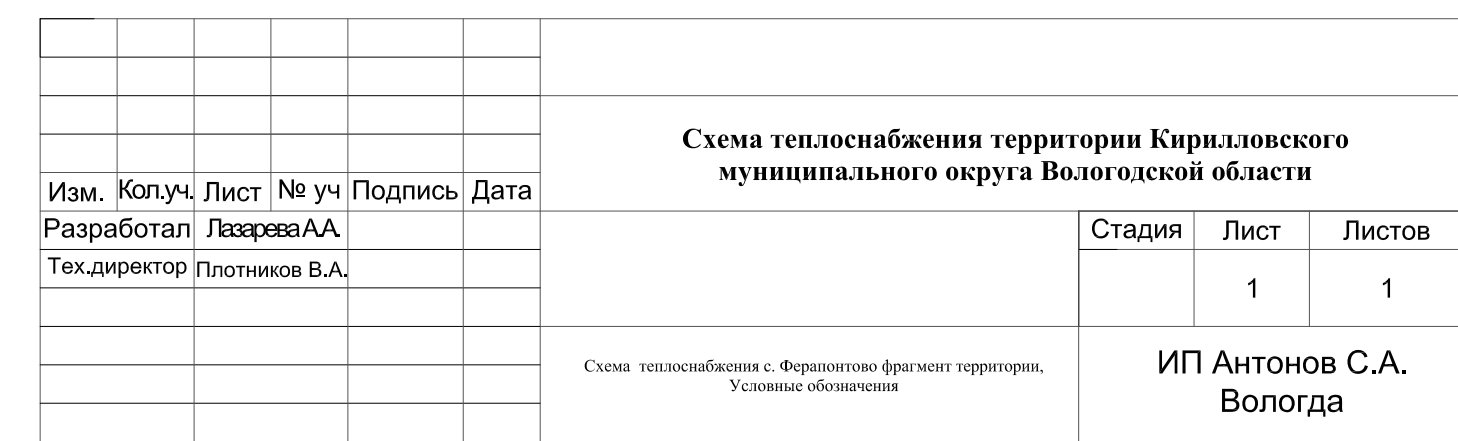 Схема теплоснабжения территории Кирилловского
муниципального округа Вологодской области
Изм. Кол.уч. Лист № уч Подпись Дата
Разработал Лазарева А.А. Стадия Лист Листов
Тех.директор Плотников В.А. 1 1
Схема теплоснабжения с. Ферапонтово фрагмент территории,
Условные обозначения
ИП Антонов С.А.
Вологда